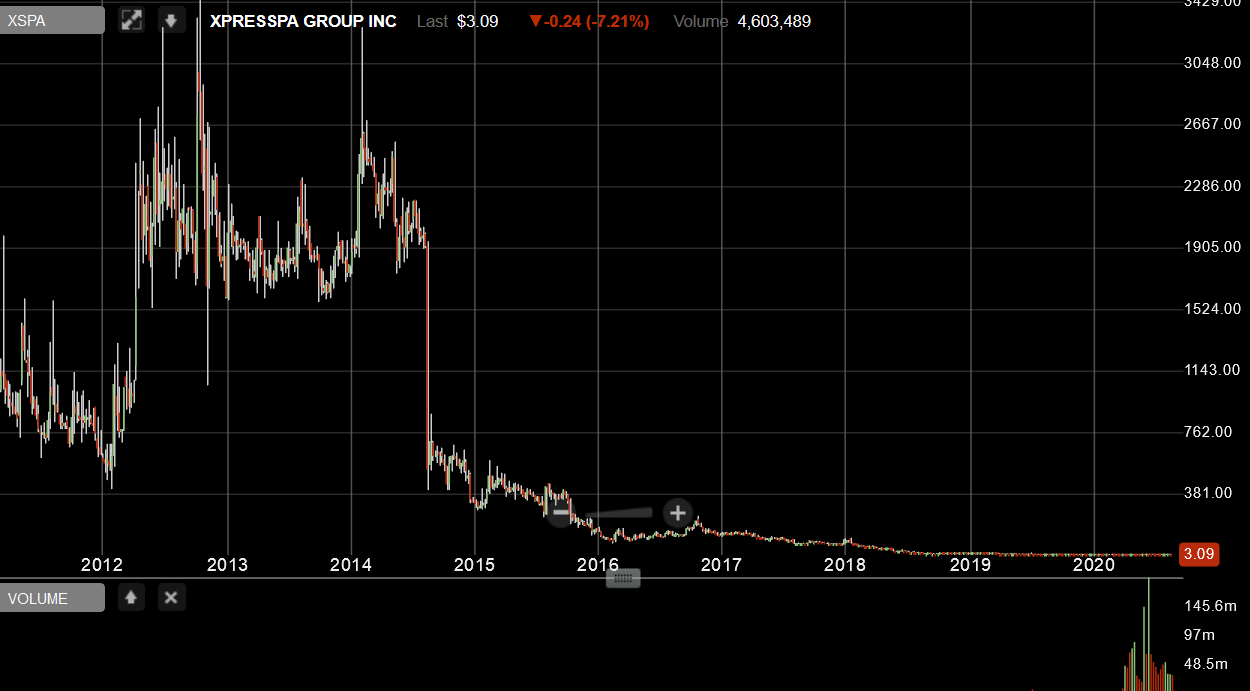 XSPA XPRESSPA GROUP INC Last $3.09 ▼-0.24 (-7.21%) Volume 4,603,489
3429.00
3048.00
2667.00
2286.00
1905.00
1524.00
1143.00
762.00
381.00
3.09
2012 2013 2014 2015 2016 2017 2018 2019 2020
VOLUME
145.6m
97m
48.5m